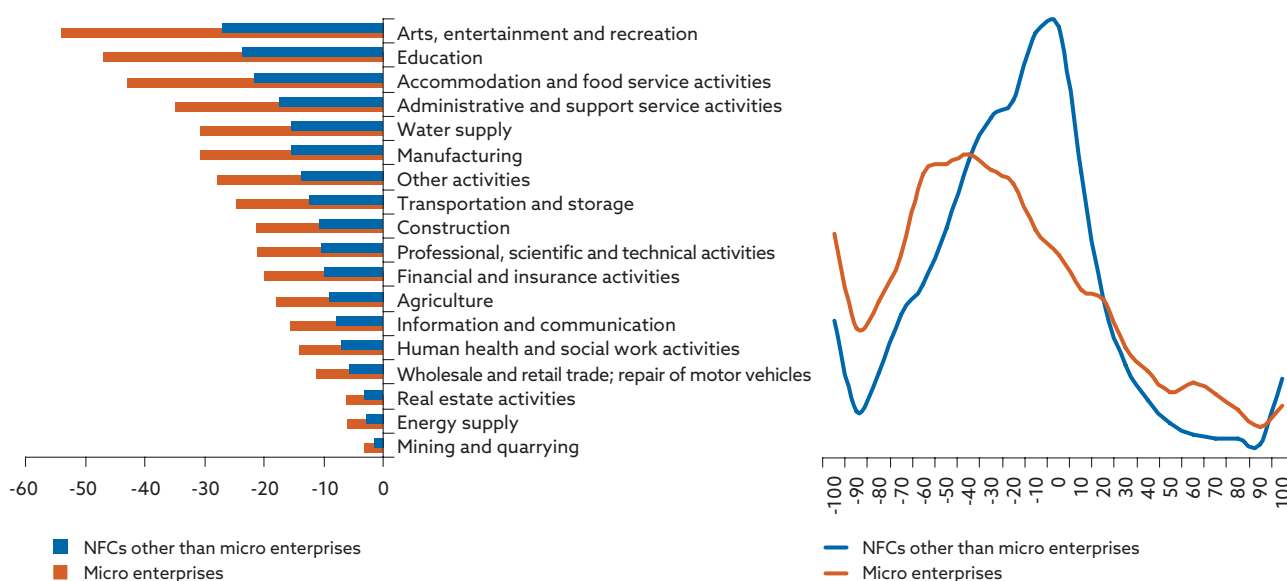 Arts, entertainment and recreation
Education
Accommodation and food service activities
Administrative and support service activities
Water supply
Manufacturing
Other activities
Transportation and storage
Construction
Professional, scientific and technical activities
Financial and insurance activities
Agriculture
Information and communication
Human health and social work activities
Wholesale and retail trade; repair of motor vehicles
Real estate activities
Energy supply
Mining and quarrying
-60 -50 -40 -30 -20 -10 0
NFCs other than micro enterprises
Micro enterprises
-100 -90 -80 -70 -60 -50 -40 -30 -20 -10 0 10 20 30 40 50 60 70 80 90 100
NFCs other than micro enterprises
Micro enterprises